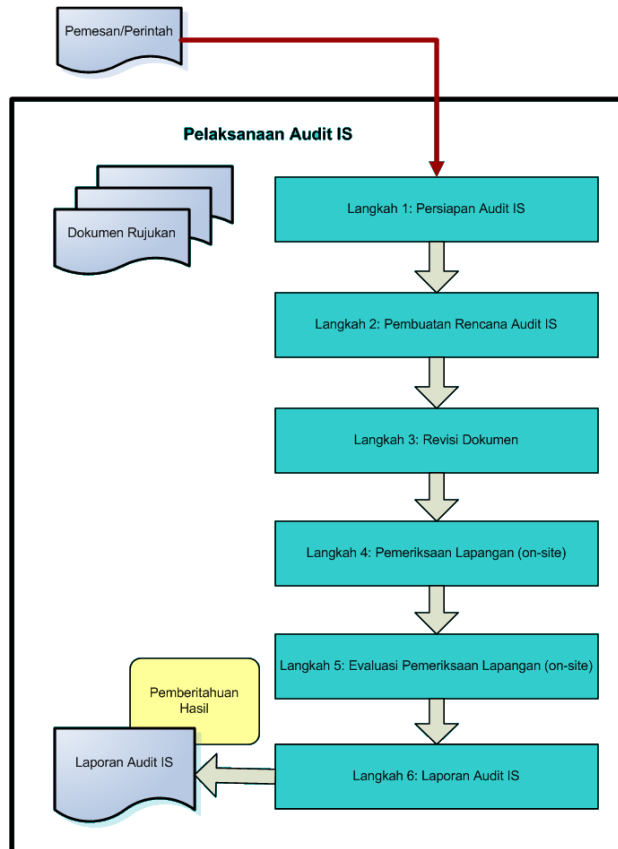 Pemesan/Perintah
Pelaksanaan Audit IS
Dokumen Rujukan
Langkah 1: Persiapan Audit IS
Langkah 2: Pembuatan Rencana Audit IS
Langkah 3: Revisi Dokumen
Langkah 4: Pemeriksaan Lapangan (on-site)
Langkah 5: Evaluasi Pemeriksaan Lapangan (on-site)
Pemberitahuan
Hasil
Laporan Audit IS
Langkah 6: Laporan Audit IS